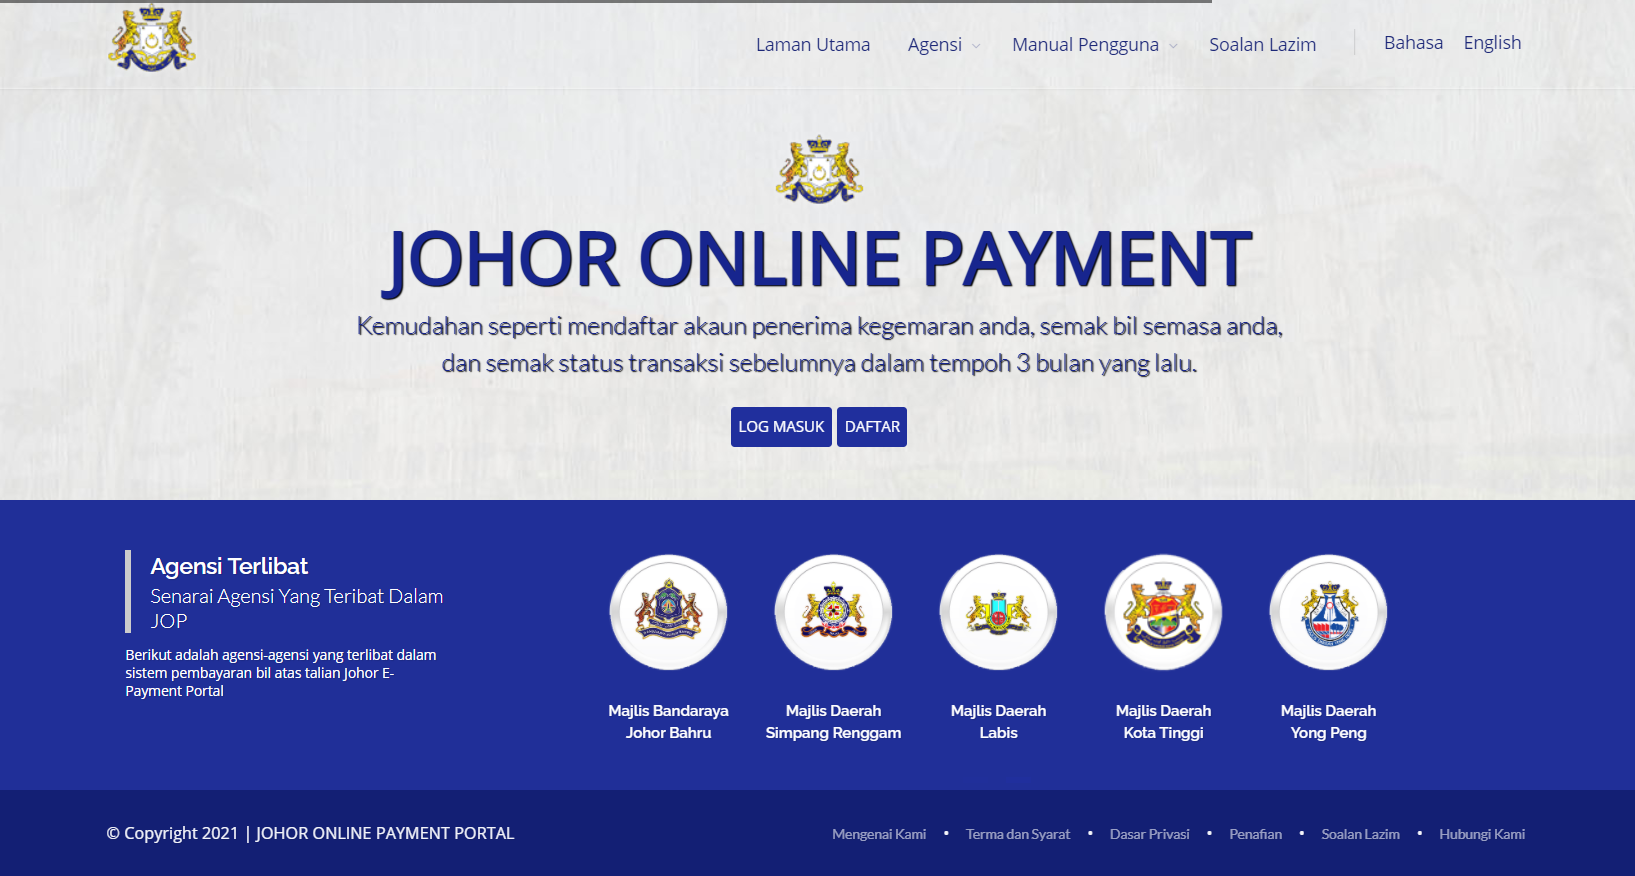 Laman Utama
Agensi
Manual Pengguna
Soalan Lazim
Bahasa
English
JOHOR ONLINE PAYMENT
Kemudahan seperti mendaftar akaun penerima kegemaran anda, semak bil semasa anda,
dan semak status transaksi sebelumnya dalam tempoh 3 bulan yang lalu.
LOG MASUK
DAFTAR
Agensi Terlibat
Senarai Agensi Yang Teribat Dalam
JOP
Berikut adalah agensi-agensi yang terlibat dalam
sistem pembayaran bil atas talian Johor E-
Payment Portal
Majlis Bandaraya
Johor Bahru
Majlis Daerah
Simpang Renggam
Majlis Daerah
Labis
Majlis Daerah
Kota Tinggi
Majlis Daerah
Yong Peng
© Copyright 2021 | JOHOR ONLINE PAYMENT PORTAL
Mengenai Kami • Terma dan Syarat • Dasar Privasi • Penafian • Soalan Lazim • Hubungi Kami